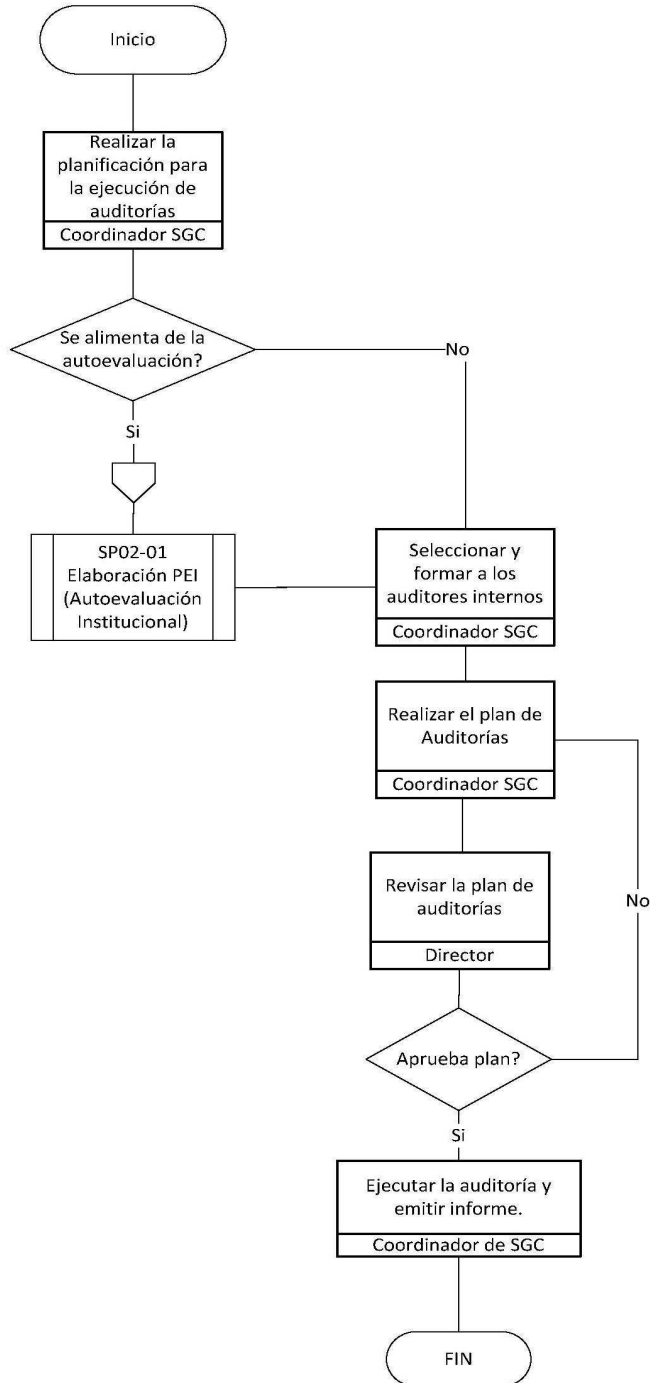 Inicio
Realizar la
planificación para
la ejecución de
auditorías
Coordinador SGC
Se alimenta de la
autoevaluación?
No
Si
SP02-01
Elaboración PEI
(Autoevaluación
Institucional)
Seleccionar y
formar a los
auditores internos
Coordinador SGC
Realizar el plan de
Auditorías
Coordinador SGC
Revisar la plan de
auditorías
Director
No
Aprueba plan?
Si
Ejecutar la auditoría y
emitir informe.
Coordinador de SGC
FIN